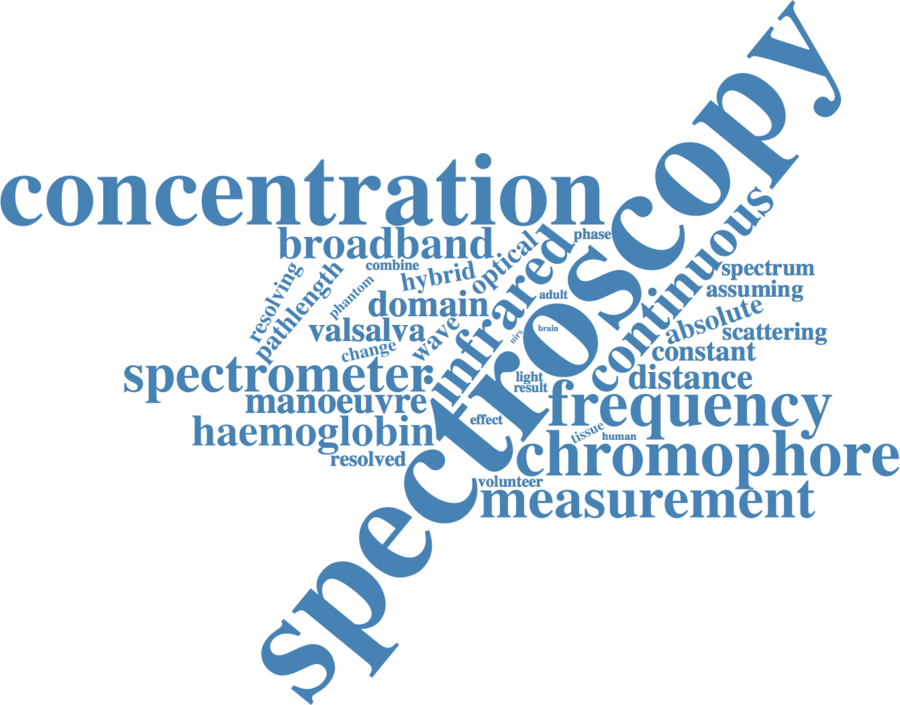 spectroscopy
concentration
broadband
phase
combine
hybrid
optical
infrared
continuous
resolving
pathlength
phantom
domain
adult
spectrum
assuming
valsalva
wave
brain
nirs
absolute
scattering
change
constant
spectrometer
light
result
distance
manoeuvre
frequency
haemoglobin
effect
tissue
human
resolved
chromophore
volunteer
measurement